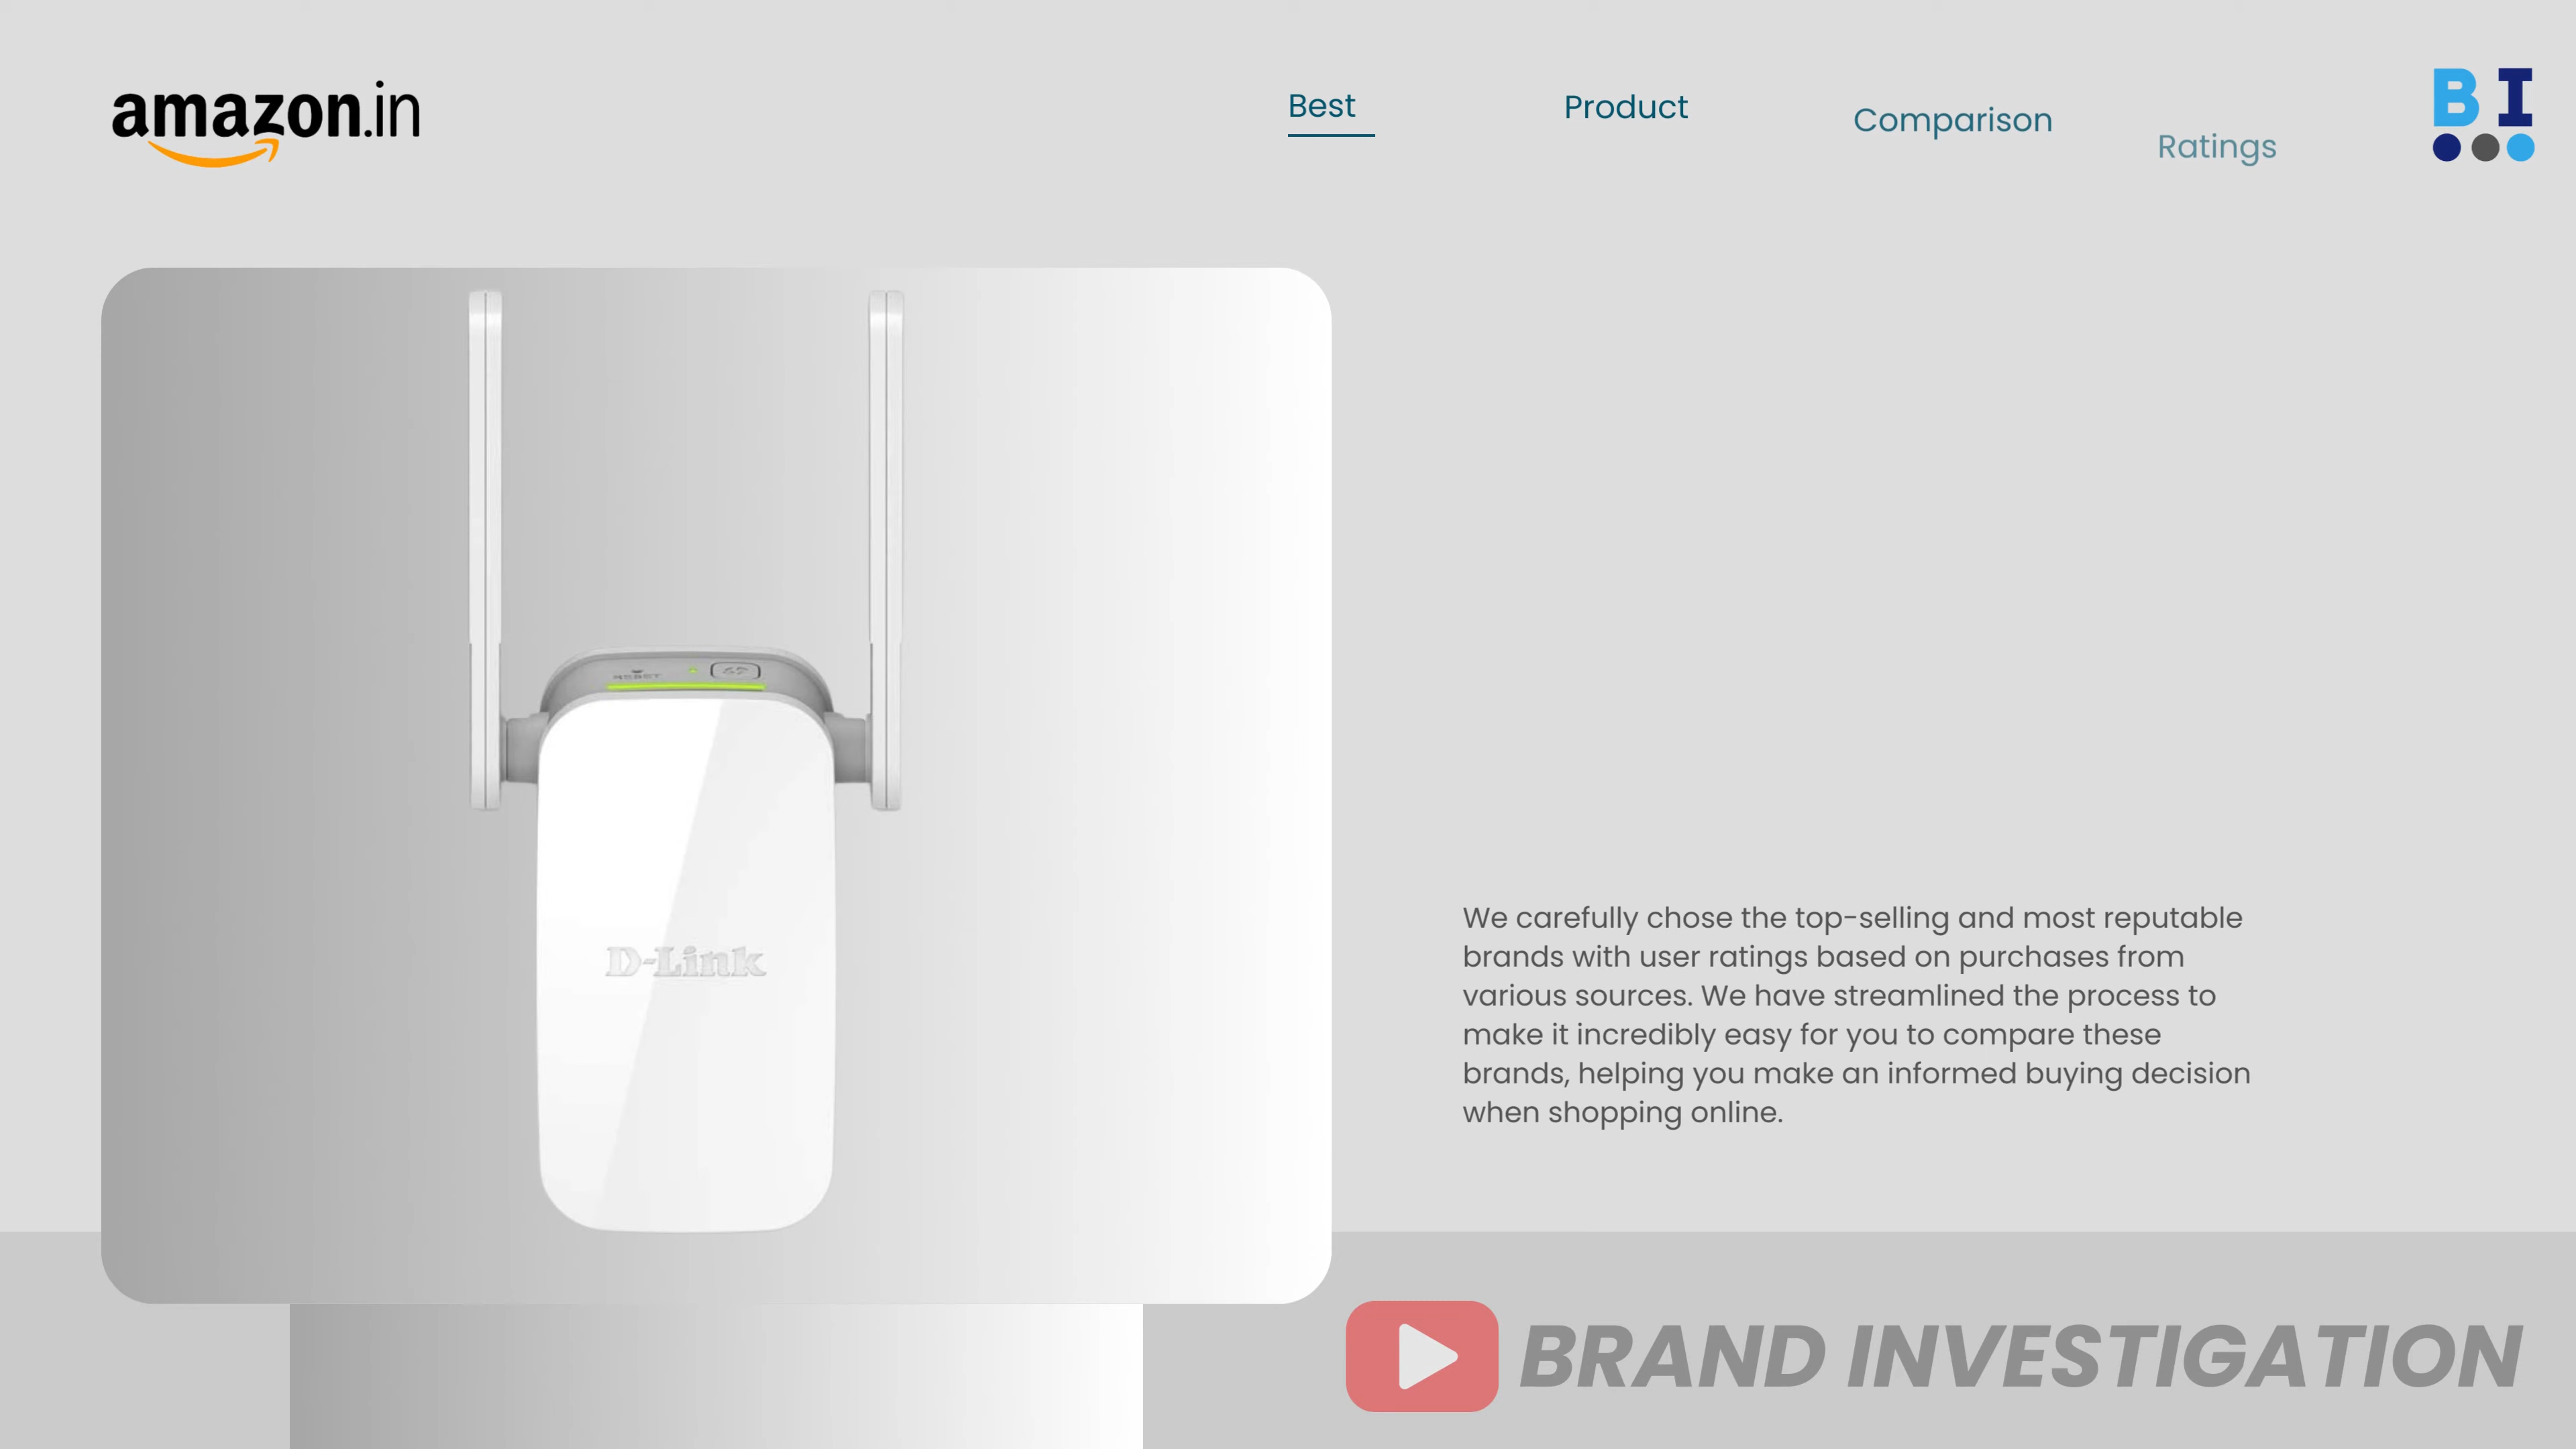 amazon.in
Best
Product
Comparison
Ratings
B I
RESET
D-Link
We carefully chose the top-selling and most reputable
brands with user ratings based on purchases from
various sources. We have streamlined the process to
make it incredibly easy for you to compare these
brands, helping you make an informed buying decision
when shopping online.
BRAND INVESTIGATION